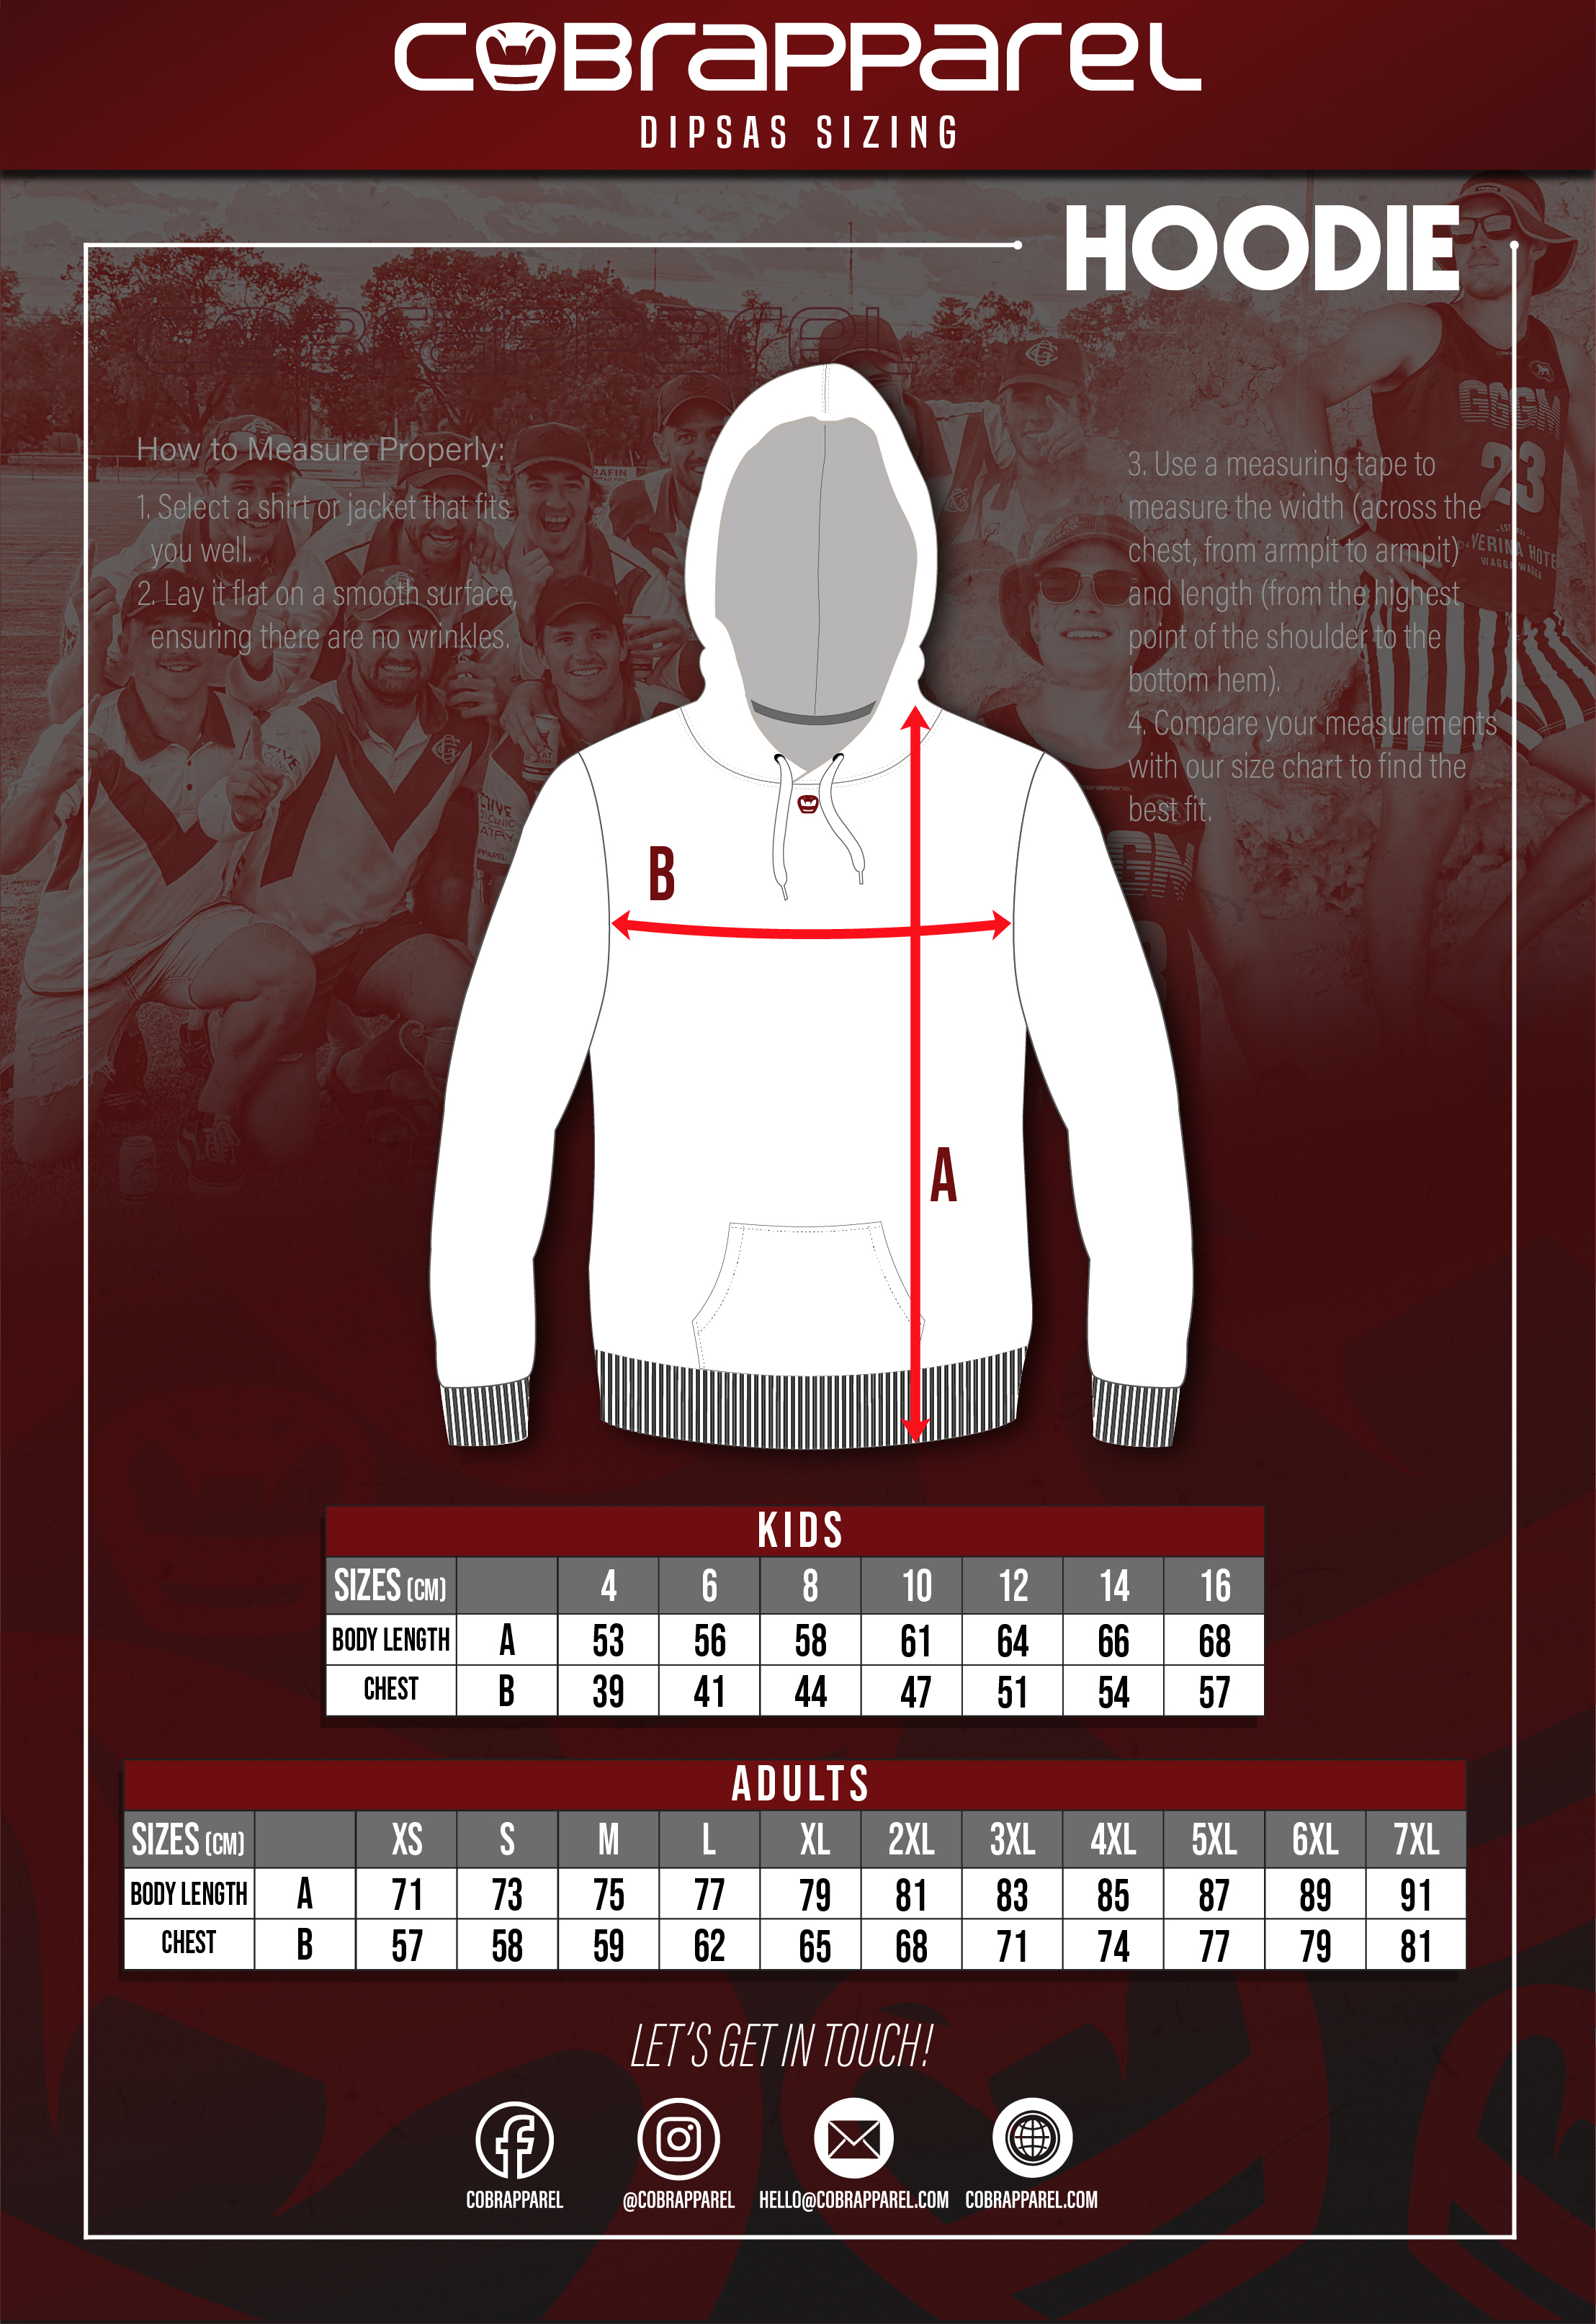 COBRAPPAREL
DIPSAS SIZING
HOODIE
COBRAPPAREL
How to Measure Properly:
1. Select a shirt or jacket that fits
you well.
2. Lay it flat on a smooth surface,
ensuring there are no wrinkles.
3. Use a measuring tape to
measure the width (across the
chest, from armpit to armpit)
and length (from the highest
point of the shoulder to the
bottom hem).
4. Compare your measurements
with our size chart to find the
best fit.
GGGM
23
WAGGA WAGGA
B
A
KIDS
SIZES (CM) 4 6 8 10 12 14 16
BODY LENGTH A 53 56 58 61 64 66 68
CHEST B 39 41 44 47 51 54 57
ADULTS
SIZES (CM) XS S M L XL 2XL 3XL 4XL 5XL 6XL 7XL
BODY LENGTH A 71 73 75 77 79 81 83 85 87 89 91
CHEST B 57 58 59 62 65 68 71 74 77 79 81
LET'S GET IN TOUCH!
COBRAPPAREL @COBRAPPAREL HELLO@COBRAPPAREL.COM COBRAPPAREL.COM